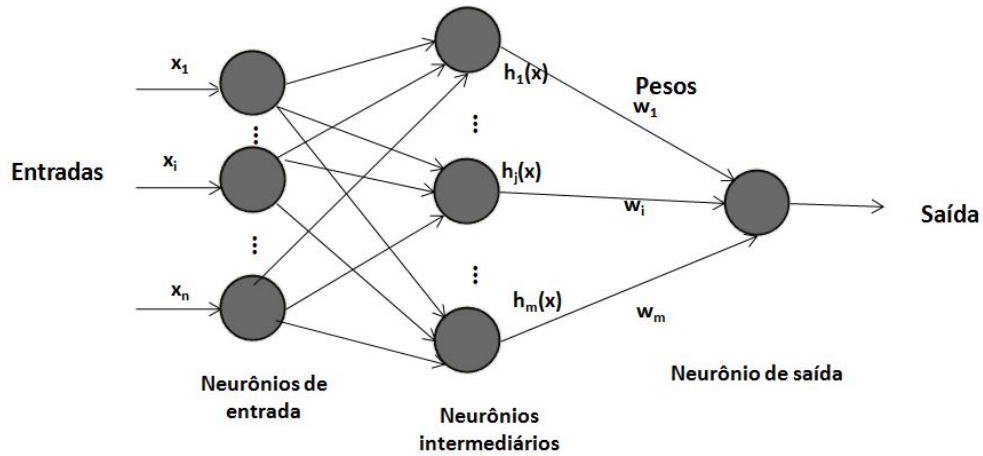 x1
h1(x)
Pesos
w1
Entradas
xi
hj(x)
wi
Saída
xn
hm(x)
wm
Neurônios de
entrada
Neurônios
intermediários
Neurônio de saída